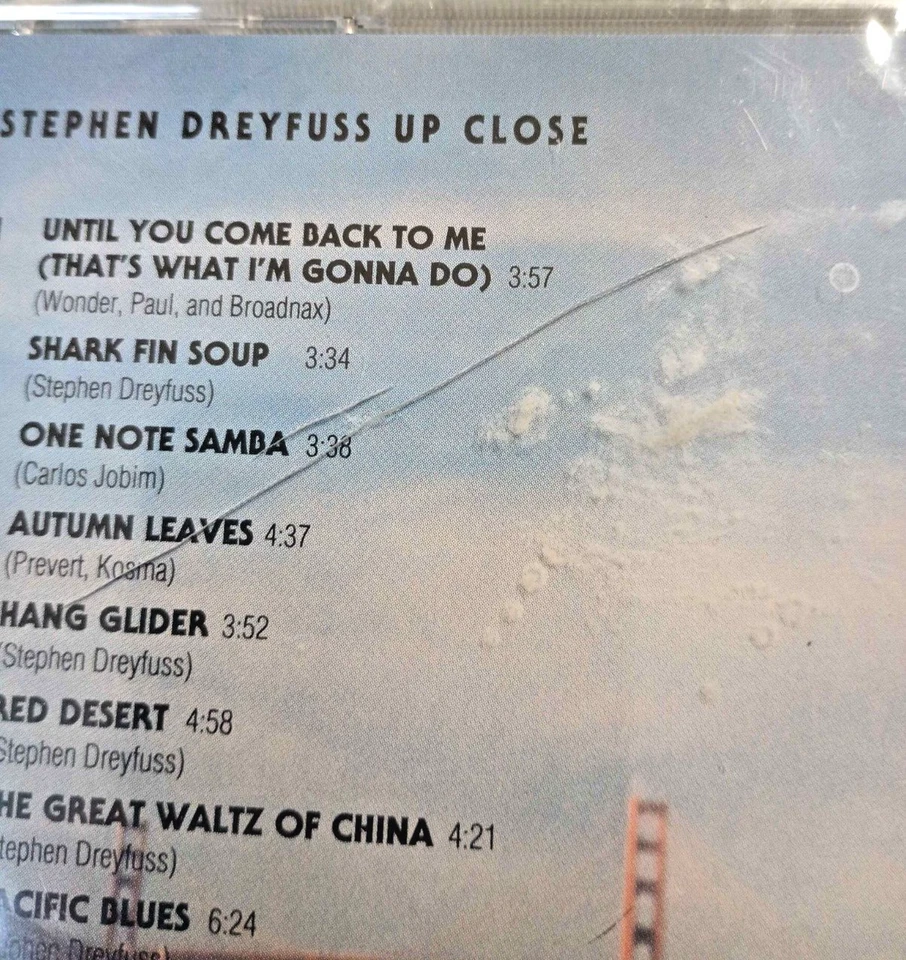 STEPHEN DREYFUSS UP CLOSE
UNTIL YOU COME BACK TO ME
(THAT'S WHAT I'M GONNA DO) 3:57
(Wonder, Paul, and Broadnax)
SHARK FIN SOUP 3:34
(Stephen Dreyfuss)
ONE NOTE SAMBA 3:38
(Carlos Jobim)
AUTUMN LEAVES 4:37
(Prevert, Kosma)
HANG GLIDER 3:52
(Stephen Dreyfuss)
RED DESERT 4:58
Stephen Dreyfuss)
HE GREAT WALTZ OF CHINA 4:21
tephen Dreyfuss)
ACIFIC BLUES 6:24
phen Dreyfuss)